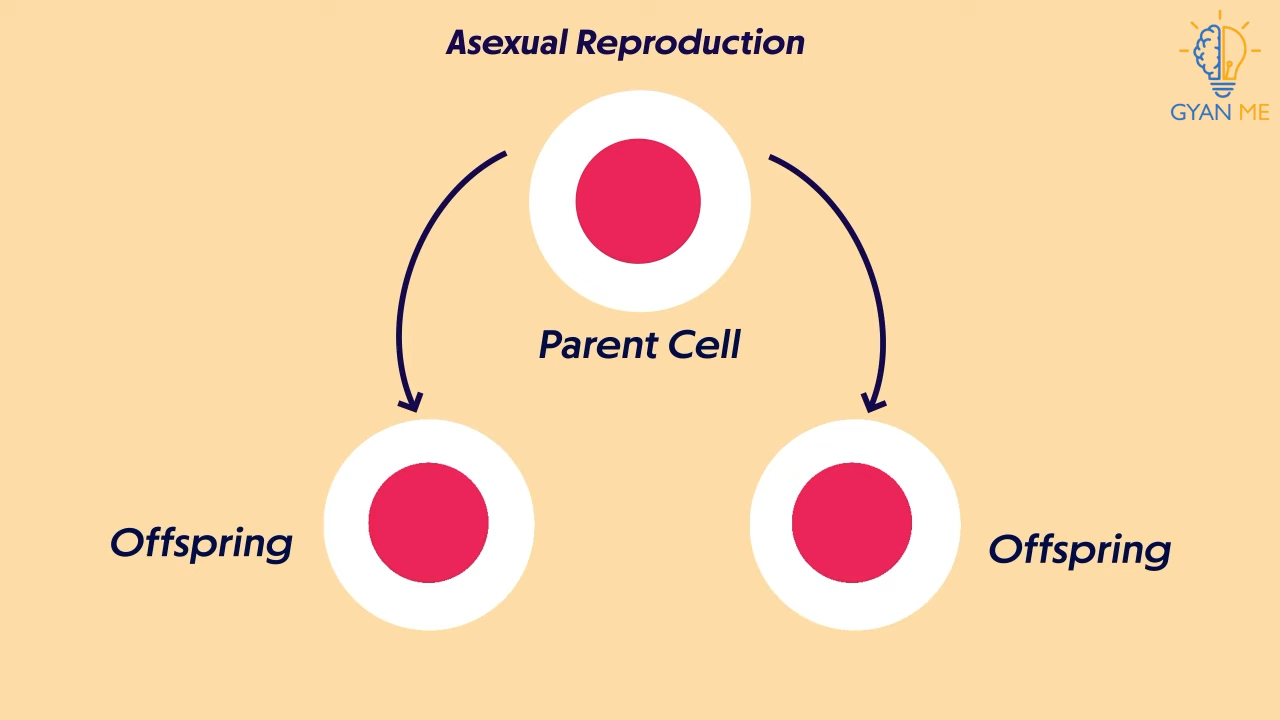 Asexual Reproduction
GYAN ME
Parent Cell
Offspring
Offspring